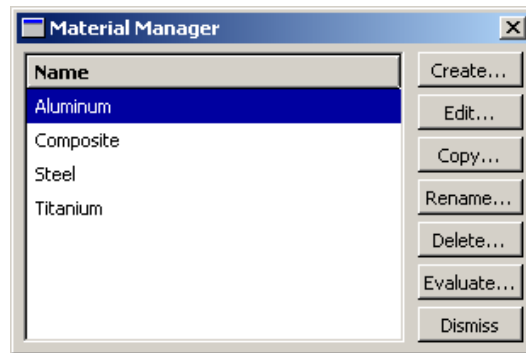 Material Manager
Name
Aluminum
Composite
Steel
Titanium
Create...
Edit...
Copy...
Rename...
Delete...
Evaluate...
Dismiss